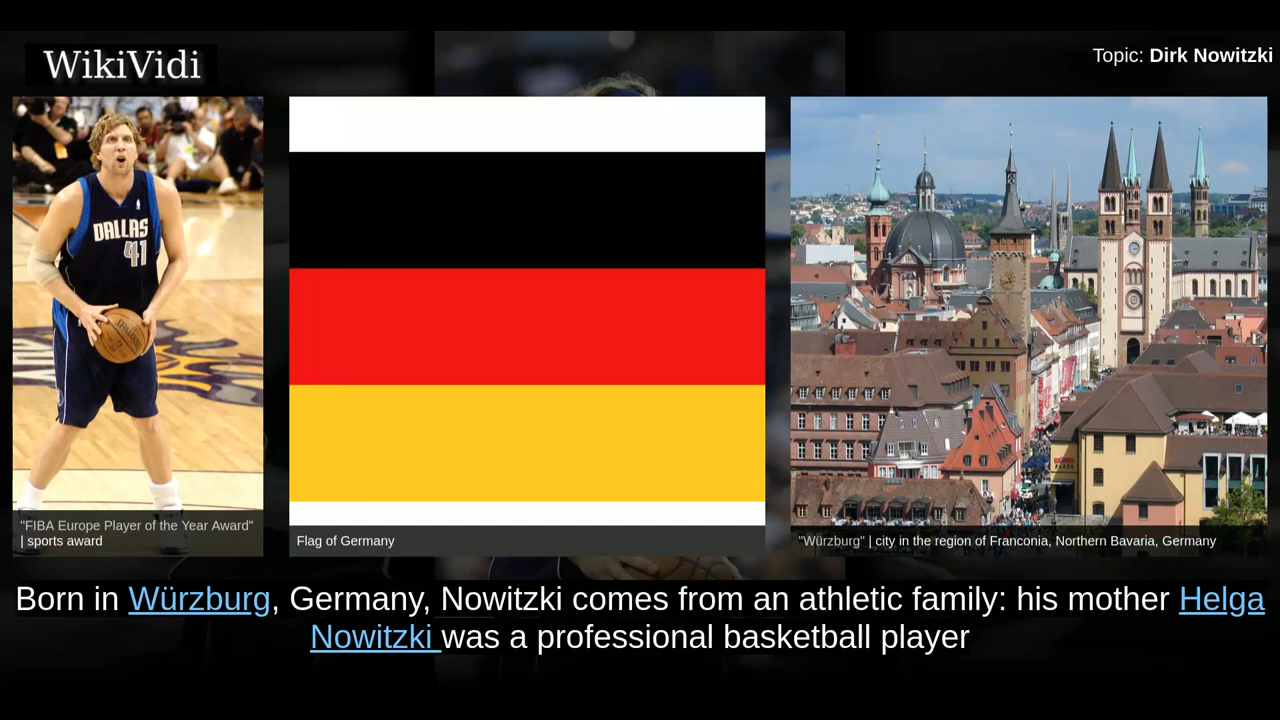 WikiVidi
Topic: Dirk Nowitzki
DALLAS
41
"FIBA Europe Player of the Year Award"
| sports award
Flag of Germany
"Würzburg" | city in the region of Franconia, Northern Bavaria, Germany
Born in Würzburg, Germany, Nowitzki comes from an athletic family: his mother Helga
Nowitzki was a professional basketball player